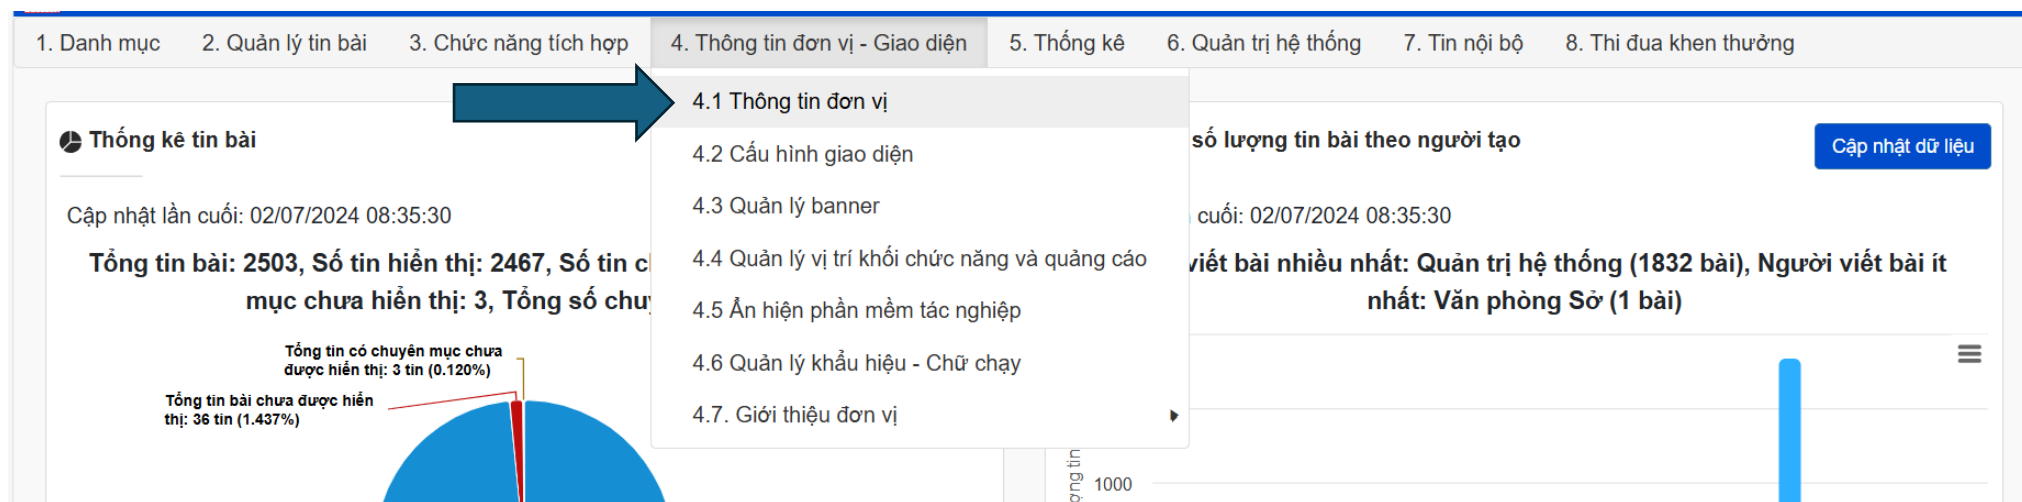 1. Danh mục 2. Quản lý tin bài 3. Chức năng tích hợp 4. Thông tin đơn vị - Giao diện 5. Thống kê 6. Quản trị hệ thống 7. Tin nội bộ 8. Thi đua khen thưởng
4.1 Thông tin đơn vị
4.2 Cấu hình giao diện
4.3 Quản lý banner
4.4 Quản lý vị trí khối chức năng và quảng cáo
4.5 Ẩn hiện phần mềm tác nghiệp
4.6 Quản lý khẩu hiệu - Chữ chạy
4.7. Giới thiệu đơn vị
Thống kê tin bài
Cập nhật lần cuối: 02/07/2024 08:35:30
Tổng tin bài: 2503, Số tin hiển thị: 2467, Số tin
mục chưa hiển thị: 3, Tổng số
Tổng tin có chuyên mục chưa
được hiển thị: 3 tin (0.120%)
Tổng tin bài chưa được hiển
thị: 36 tin (1.437%)
số lượng tin bài theo người tạo
Cập nhật dữ liệu
cuối: 02/07/2024 08:35:30
viết bài nhiều nhất: Quản trị hệ thống (1832 bài), Người viết bài ít
nhất: Văn phòng Sở (1 bài)
tin
1000